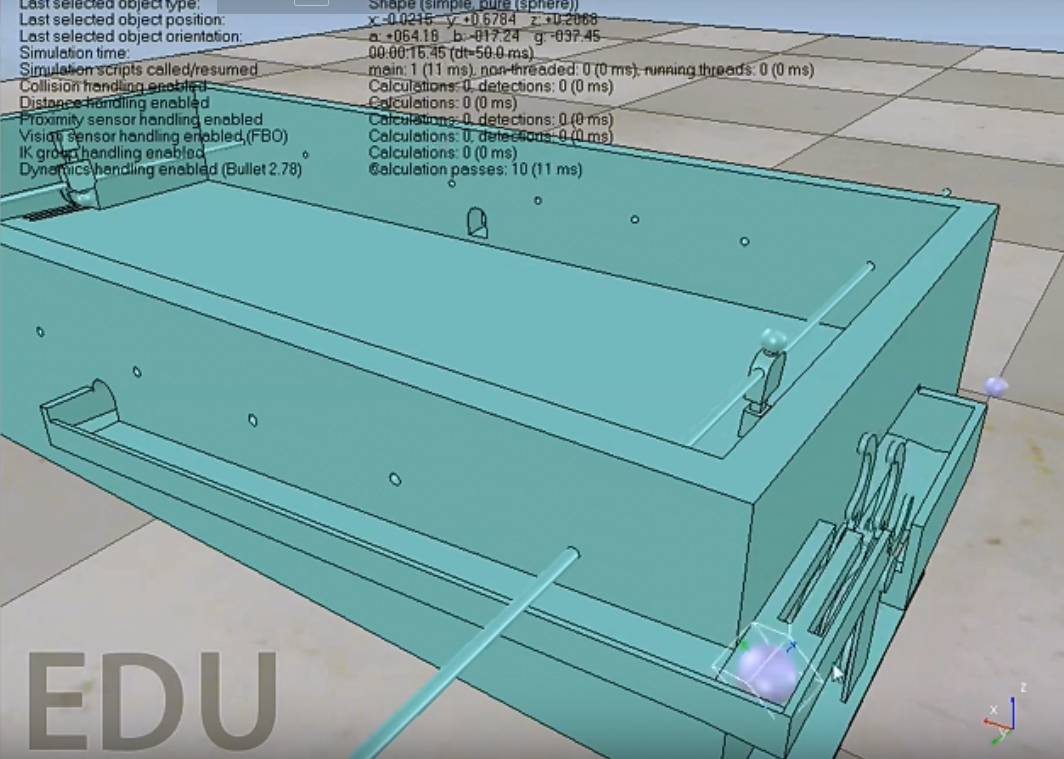 Last selected object type: Shape (simple, pure (sphere))
Last selected object position: x: -0.0215 y: +0.6784 z: +0.2068
Last selected object orientation: a: +064.18 b: -017.24 g: -037.45
Simulation time: 00:00:16.45 (dt=50.0 ms)
Simulation scripts called/resumed main: 1 (11 ms), non-threaded: 0 (0 ms), running threads: 0 (0 ms)
Collision handling enabled Calculations: 0, detections: 0 (0 ms)
Distance handling enabled Calculations: 0 (0 ms)
Proximity sensor handling enabled Calculations: 0, detections: 0 (0 ms)
Vision sensor handling enabled (FBO) Calculations: 0, detections: 0 (0 ms)
IK group handling enabled Calculations: 0 (0 ms)
Dynamics handling enabled (Bullet 2.78) Calculation passes: 10 (11 ms)
EDU
z
x
y